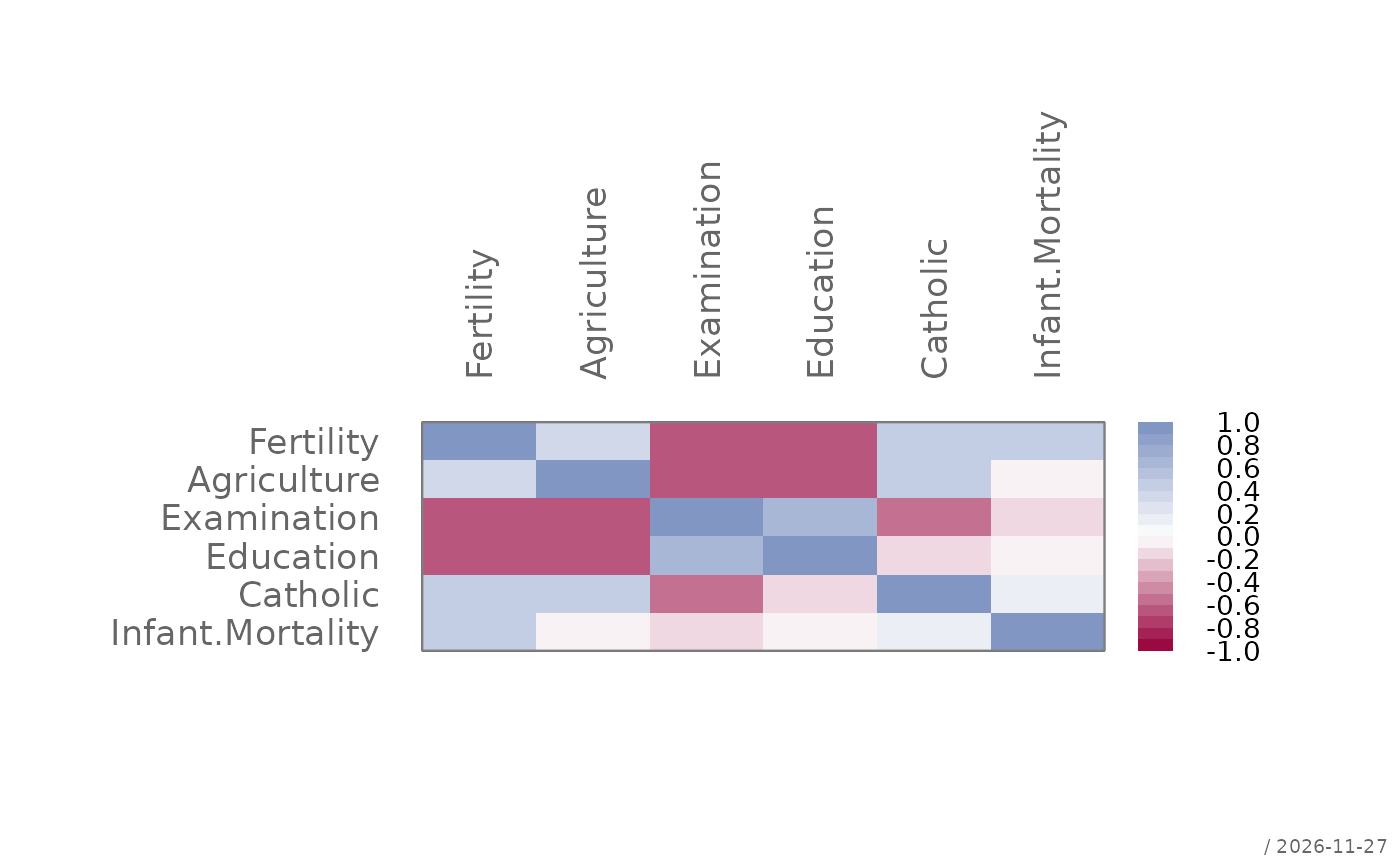 Fertility
Agriculture
Examination
Education
Catholic
Infant.Mortality
Fertility
Agriculture
Examination
Education
Catholic
Infant.Mortality
1.0
0.8
0.6
0.4
0.2
0.0
-0.2
-0.4
-0.6
-0.8
-1.0
/ 2026-11-27